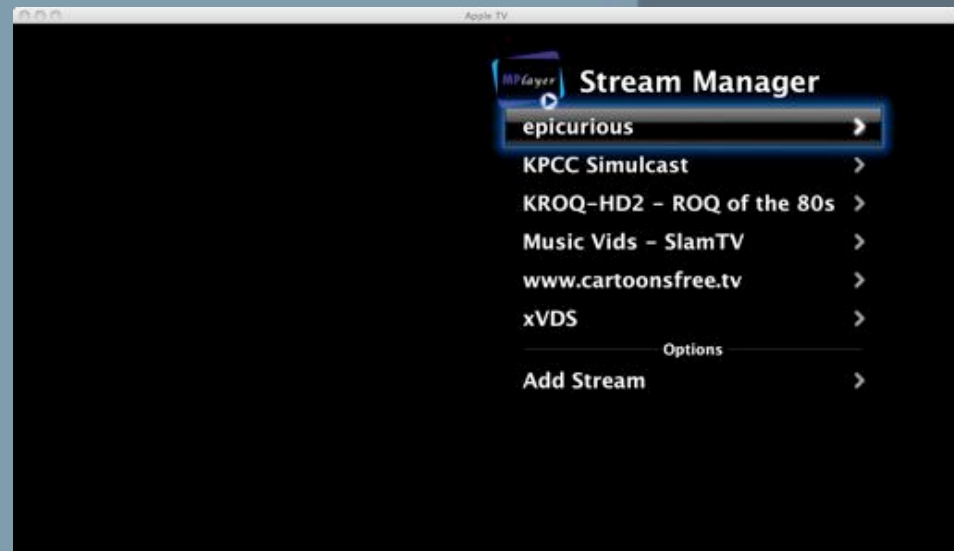 Apple TV
MPlayer
Stream Manager
epicurious
KPCC Simulcast
KROQ-HD2 - ROQ of the 80s
Music Vids - SlamTV
www.cartoonsfree.tv
xVDS
Options
Add Stream